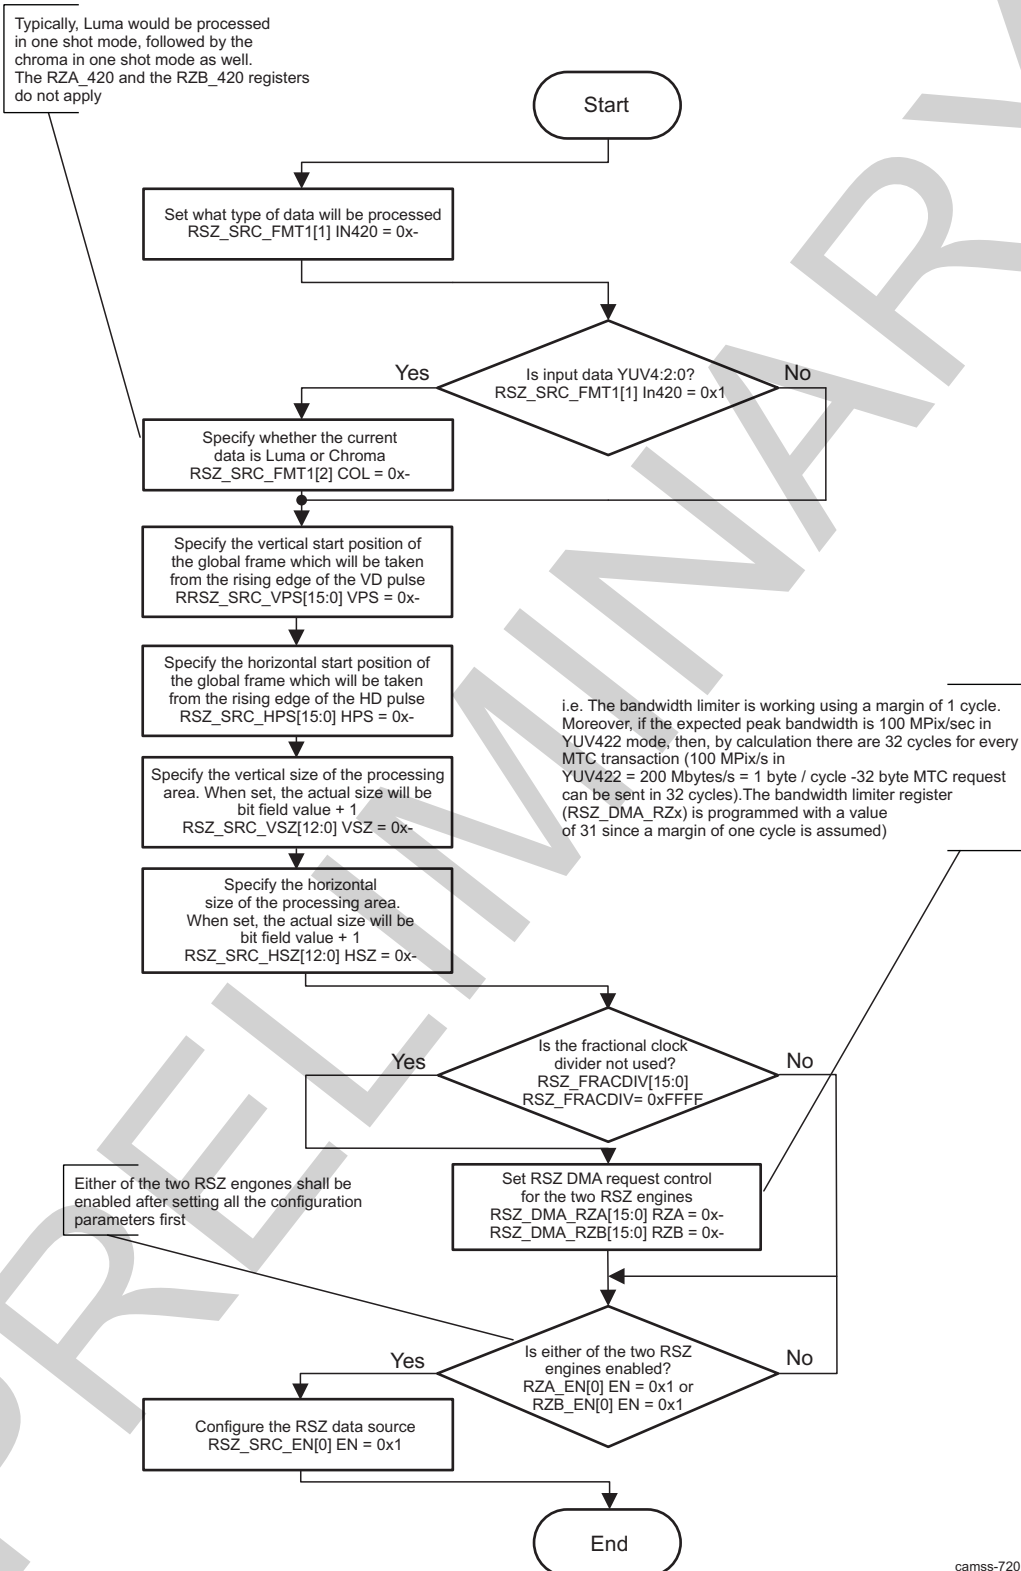 Typically, Luma would be processed
in one shot mode, followed by the
chroma in one shot mode as well.
The RZA_420 and the RZB_420 registers
do not apply
Start
Set what type of data will be processed
RSZ_SRC_FMT1[1] IN420 = 0x-
Is input data YUV4:2:0?
RSZ_SRC_FMT1[1] In420 = 0x1
Yes
No
Specify whether the current
data is Luma or Chroma
RSZ_SRC_FMT1[2] COL = 0x-
Specify the vertical start position of
the global frame which will be taken
from the rising edge of the VD pulse
RRSZ_SRC_VPS[15:0] VPS = 0x-
Specify the horizontal start position of
the global frame which will be taken
from the rising edge of the HD pulse
RSZ_SRC_HPS[15:0] HPS = 0x-
i.e. The bandwidth limiter is working using a margin of 1 cycle.
Moreover, if the expected peak bandwidth is 100 MPix/sec in
YUV422 mode, then, by calculation there are 32 cycles for every
MTC transaction (100 MPix/s in
YUV422 = 200 Mbytes/s = 1 byte / cycle -32 byte MTC request
can be sent in 32 cycles).The bandwidth limiter register
(RSZ_DMA_RZx) is programmed with a value
of 31 since a margin of one cycle is assumed)
Specify the vertical size of the processing
area. When set, the actual size will be
bit field value + 1
RSZ_SRC_VSZ[12:0] VSZ = 0x-
Specify the horizontal
size of the processing area.
When set, the actual size will be
bit field value + 1
RSZ_SRC_HSZ[12:0] HSZ = 0x-
Is the fractional clock
divider not used?
RSZ_FRACDIV[15:0]
RSZ_FRACDIV= 0xFFFF
Yes
No
Set RSZ DMA request control
for the two RSZ engines
RSZ_DMA_RZA[15:0] RZA = 0x-
RSZ_DMA_RZB[15:0] RZB = 0x-
Either of the two RSZ engones shall be
enabled after setting all the configuration
parameters first
Is either of the two RSZ
engines enabled?
RZA_EN[0] EN = 0x1 or
RZB_EN[0] EN = 0x1
Yes
No
Configure the RSZ data source
RSZ_SRC_EN[0] EN = 0x1
End
camss-720
PRELIMINARY